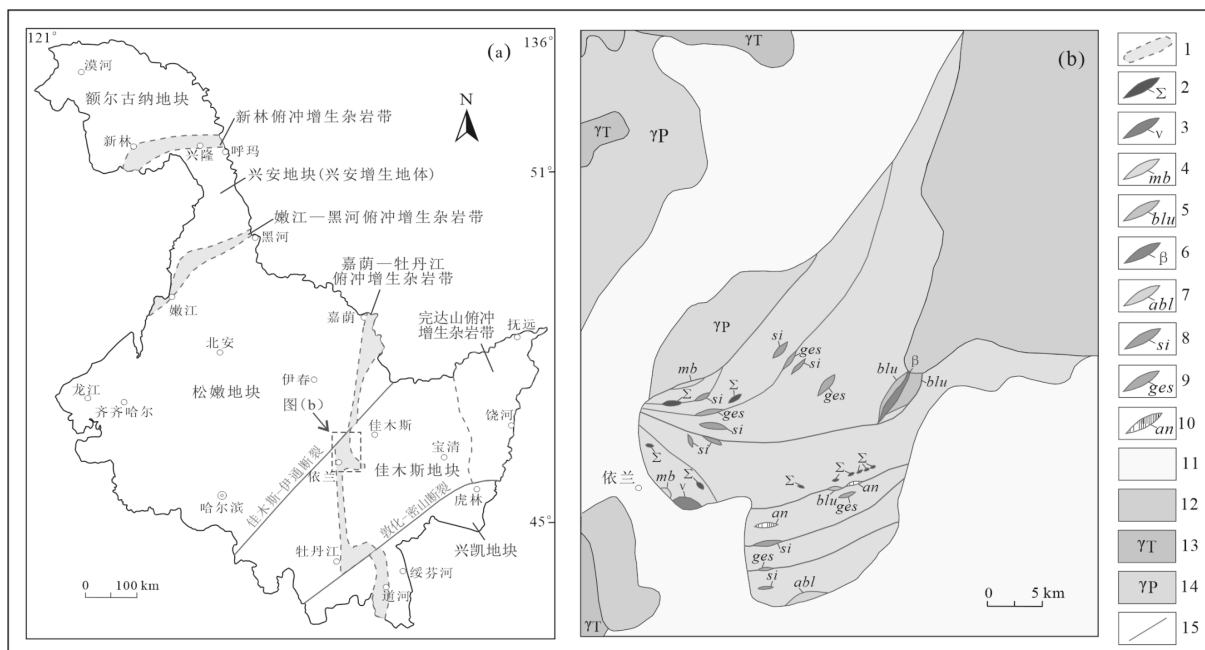 121°
136°
(a)
漠河
额尔古纳地块
N
新林俯冲增生杂岩带
新林
兴隆
呼玛
51°
兴安地块(兴安增生地体)
嫩江—黑河俯冲增生杂岩带
黑河
嘉荫—牡丹江
俯冲增生杂岩带
嫩江
嘉荫
完达山俯冲
增生杂岩带
抚远
北安
伊春
龙江
松嫩地块
齐齐哈尔
图(b)
饶河
佳木斯
宝清
依兰
佳木斯地块
佳木斯-伊通断裂
哈尔滨
虎林
敦化-密山断裂
45°
兴凯地块
牡丹江
绥芬河
道河
0 100 km
(b)
γT
γT
γP
γP
si
ges
si
mb
Σ
si
Σ
ges
blu
β
blu
ges
si
si
Σ
依兰
mb
Σ
ν
Σ
Σ
blu
an
ges
an
si
ges
si
abl
γT
0 5 km
1
Σ 2
ν 3
mb 4
blu 5
β 6
abl 7
si 8
ges 9
an 10
11
12
γT 13
γP 14
15